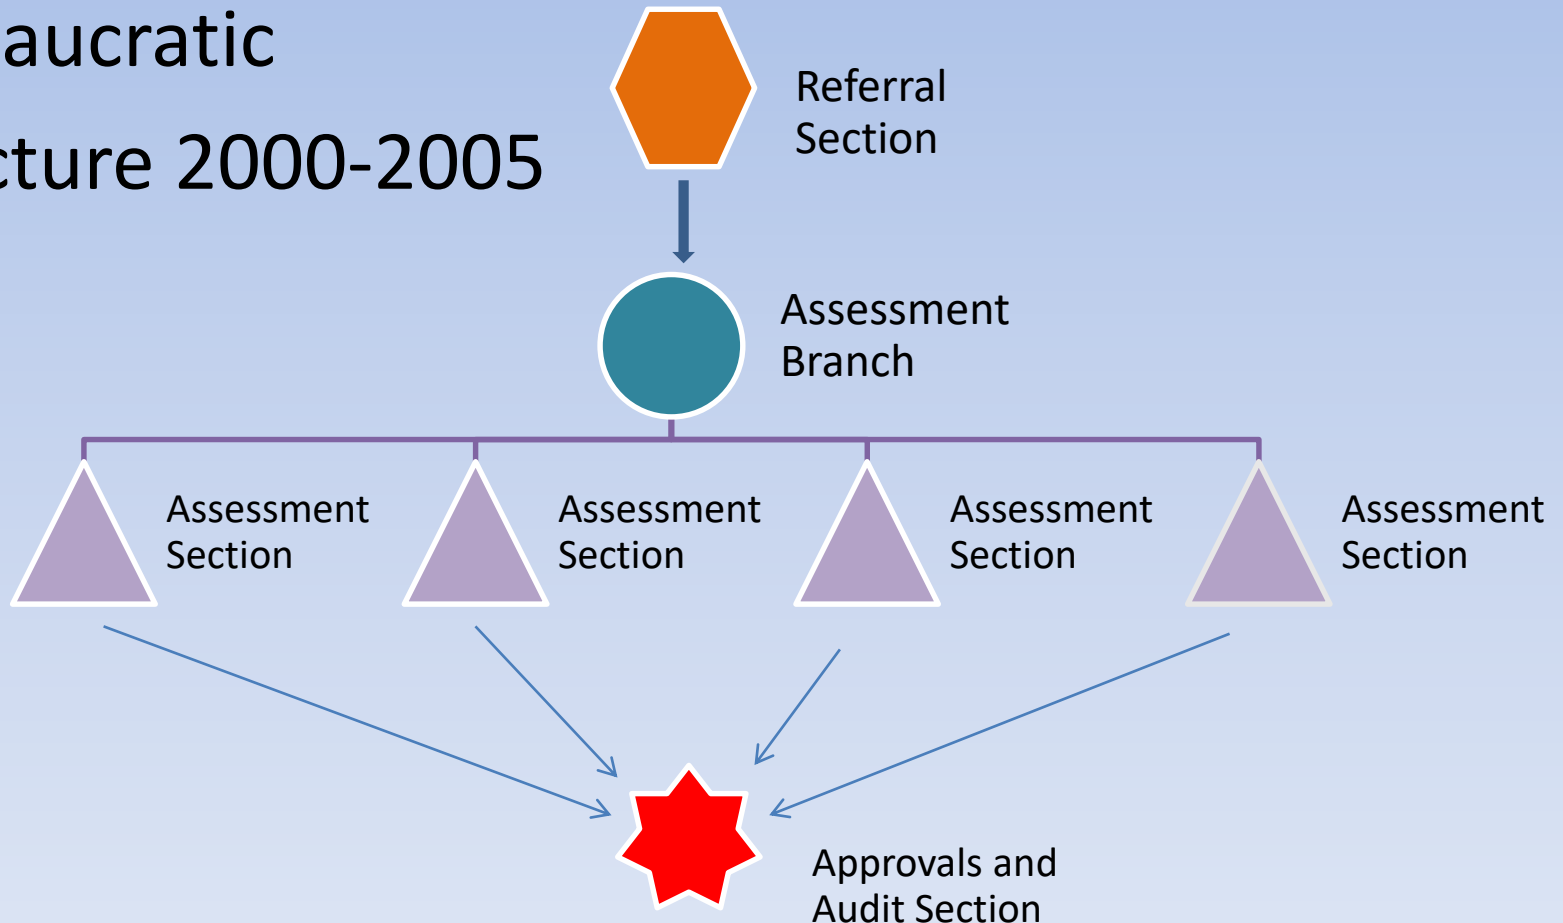 aucratic
cture 2000-2005
Referral
Section
Assessment
Branch
Assessment
Section
Assessment
Section
Assessment
Section
Assessment
Section
Approvals and
Audit Section